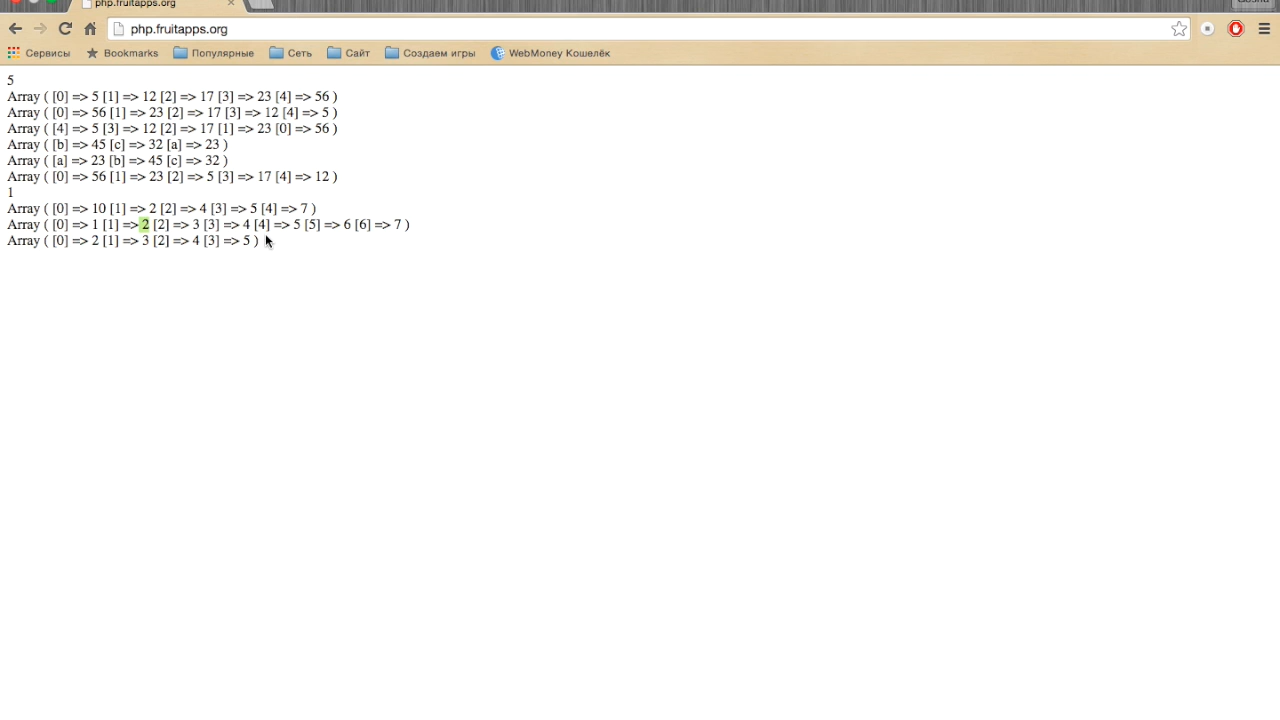 php.fruitapps.org
php.fruitapps.org
Сервисы Bookmarks Популярные Сеть Сайт Создаем игры WebMoney Кошелёк
5
Array ( [0] => 5 [1] => 12 [2] => 17 [3] => 23 [4] => 56 )
Array ( [0] => 56 [1] => 23 [2] => 17 [3] => 12 [4] => 5 )
Array ( [4] => 5 [3] => 12 [2] => 17 [1] => 23 [0] => 56 )
Array ( [b] => 45 [c] => 32 [a] => 23 )
Array ( [a] => 23 [b] => 45 [c] => 32 )
Array ( [0] => 56 [1] => 23 [2] => 5 [3] => 17 [4] => 12 )
1
Array ( [0] => 10 [1] => 2 [2] => 4 [3] => 5 [4] => 7 )
Array ( [0] => 1 [1] => 2 [2] => 3 [3] => 4 [4] => 5 [5] => 6 [6] => 7 )
Array ( [0] => 2 [1] => 3 [2] => 4 [3] => 5 )